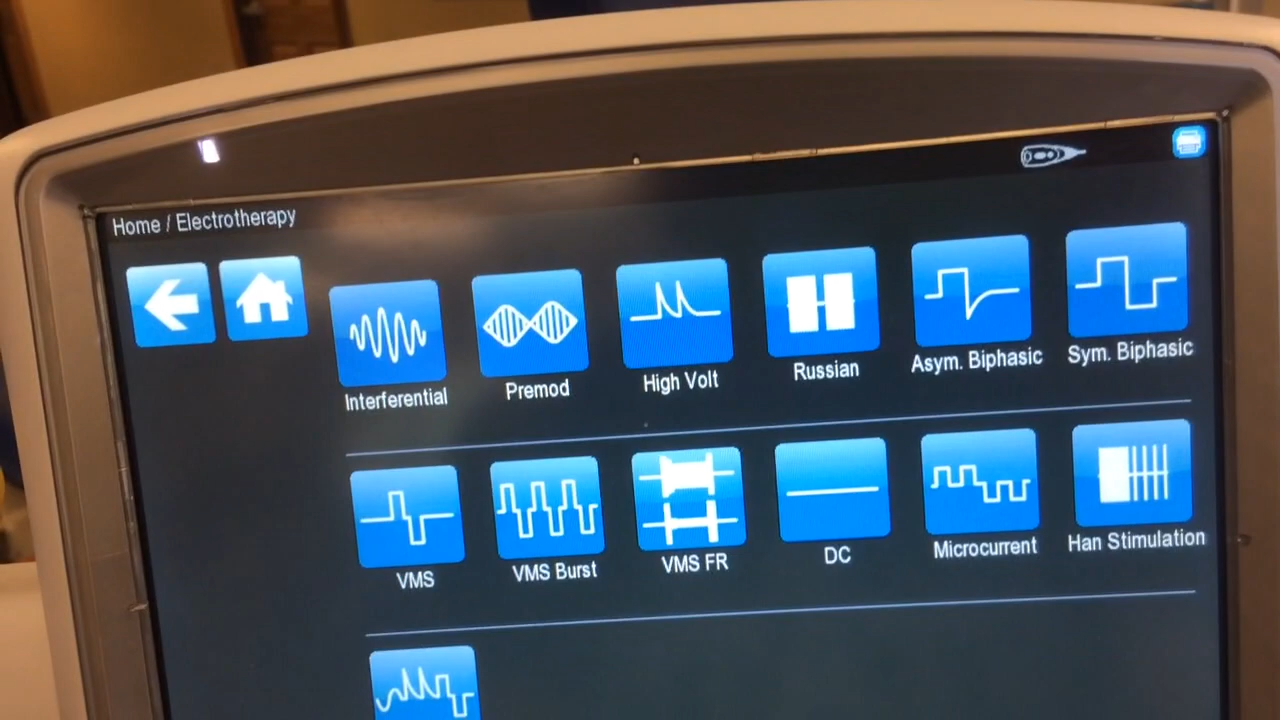 Home / Electrotherapy
Interferential
Premod
High Volt
Russian
Asym. Biphasic
Sym. Biphasic
VMS
VMS Burst
VMS FR
DC
Microcurrent
Han Stimulation